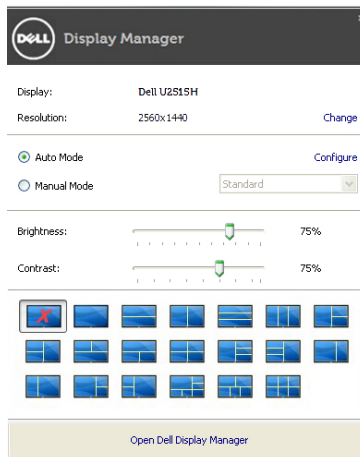 DELL Display Manager
Display: Dell U2515H
Resolution: 2560x1440 Change
Auto Mode Configure
Manual Mode Standard
Brightness: 75%
Contrast: 75%
Open Dell Display Manager